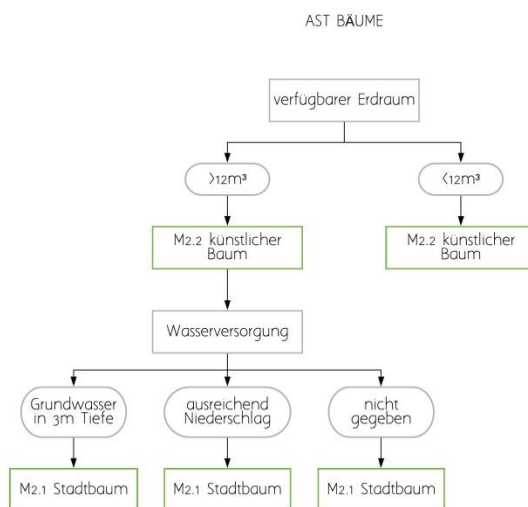 AST BÄUME
verfügbarer Erdraum
>12m³
<12m³
M2.2 künstlicher
Baum
M2.2 künstlicher
Baum
Wasserversorgung
Grundwasser
in 3m Tiefe
ausreichend
Niederschlag
nicht
gegeben
M2.1 Stadtbaum
M2.1 Stadtbaum
M2.1 Stadtbaum